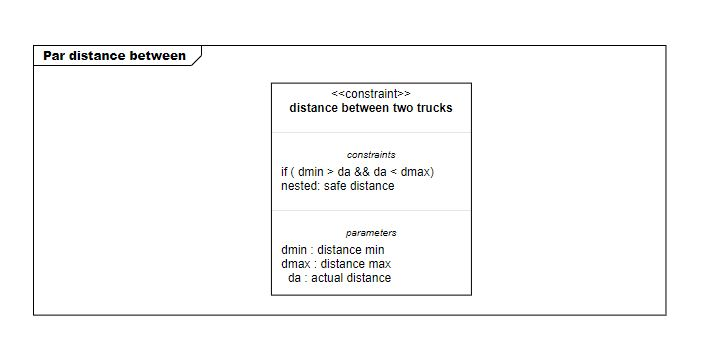 Par distance between
<<constraint>>
distance between two trucks
constraints
if ( dmin > da && da < dmax)
nested: safe distance
parameters
dmin : distance min
dmax : distance max
da : actual distance